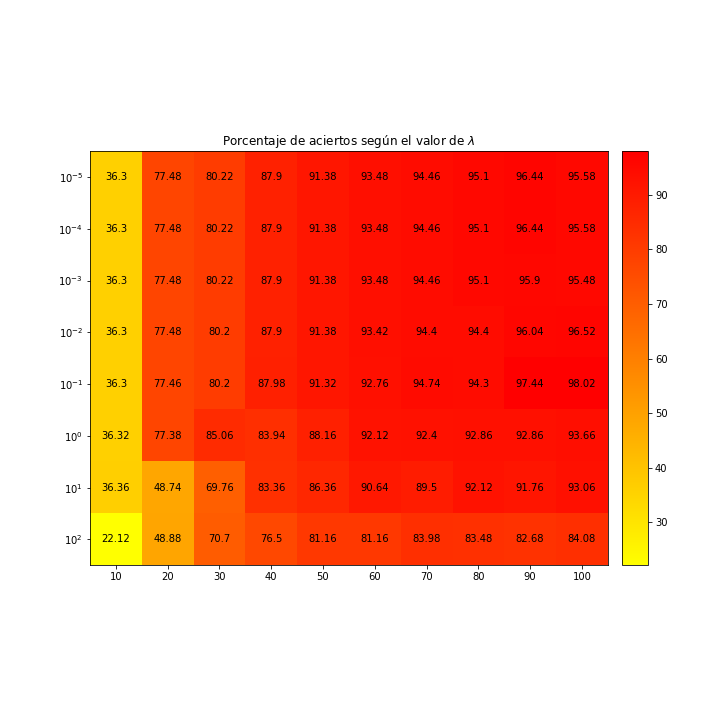 Porcentaje de aciertos según el valor de λ
10⁻⁵ 36.3 77.48 80.22 87.9 91.38 93.48 94.46 95.1 96.44 95.58
90
10⁻⁴ 36.3 77.48 80.22 87.9 91.38 93.48 94.46 95.1 96.44 95.58
80
10⁻³ 36.3 77.48 80.22 87.9 91.38 93.48 94.46 95.1 95.9 95.48
70
10⁻² 36.3 77.48 80.2 87.9 91.38 93.42 94.4 94.4 96.04 96.52
60
10⁻¹ 36.3 77.46 80.2 87.98 91.32 92.76 94.74 94.3 97.44 98.02
50
10⁰ 36.32 77.38 85.06 83.94 88.16 92.12 92.4 92.86 92.86 93.66
40
10¹ 36.36 48.74 69.76 83.36 86.36 90.64 89.5 92.12 91.76 93.06
30
10² 22.12 48.88 70.7 76.5 81.16 81.16 83.98 83.48 82.68 84.08
10 20 30 40 50 60 70 80 90 100